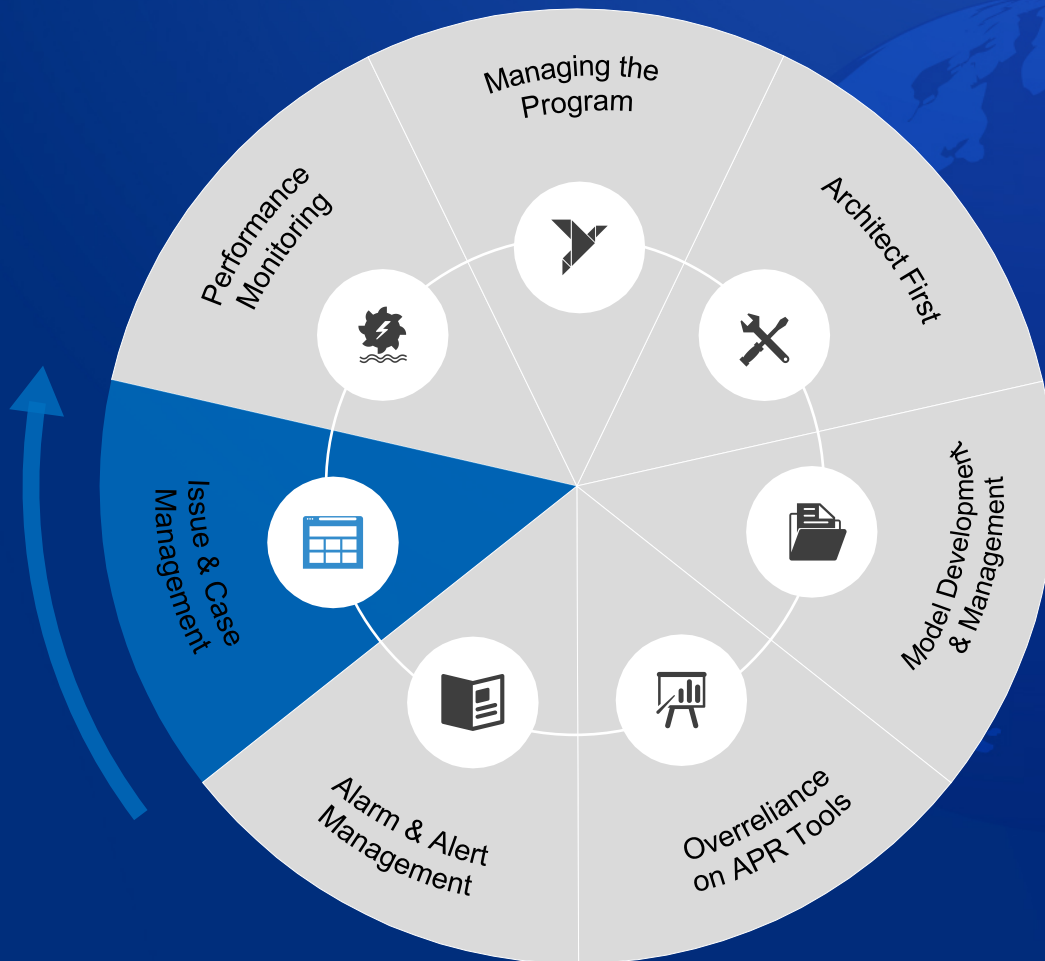 Managing the
Program
Architect First
Model Development
& Management
Overreliance
on APR Tools
Alarm & Alert
Management
Issue & Case
Management
Performance
Monitoring